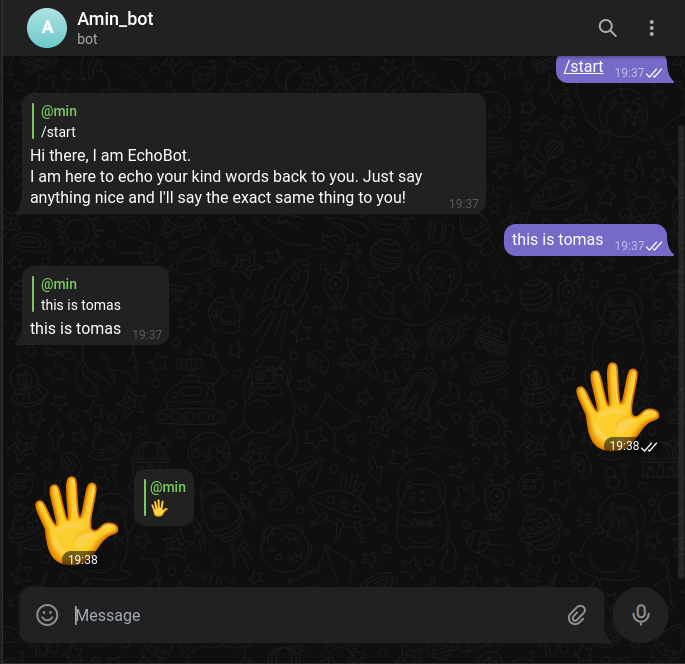 A
Amin_bot
bot
/start
19:37
@min
/start
Hi there, I am EchoBot.
I am here to echo your kind words back to you. Just say
anything nice and I'll say the exact same thing to you!
19:37
this is tomas
19:37
@min
this is tomas
this is tomas
19:37
19:38
@min
🖐
19:38
Message